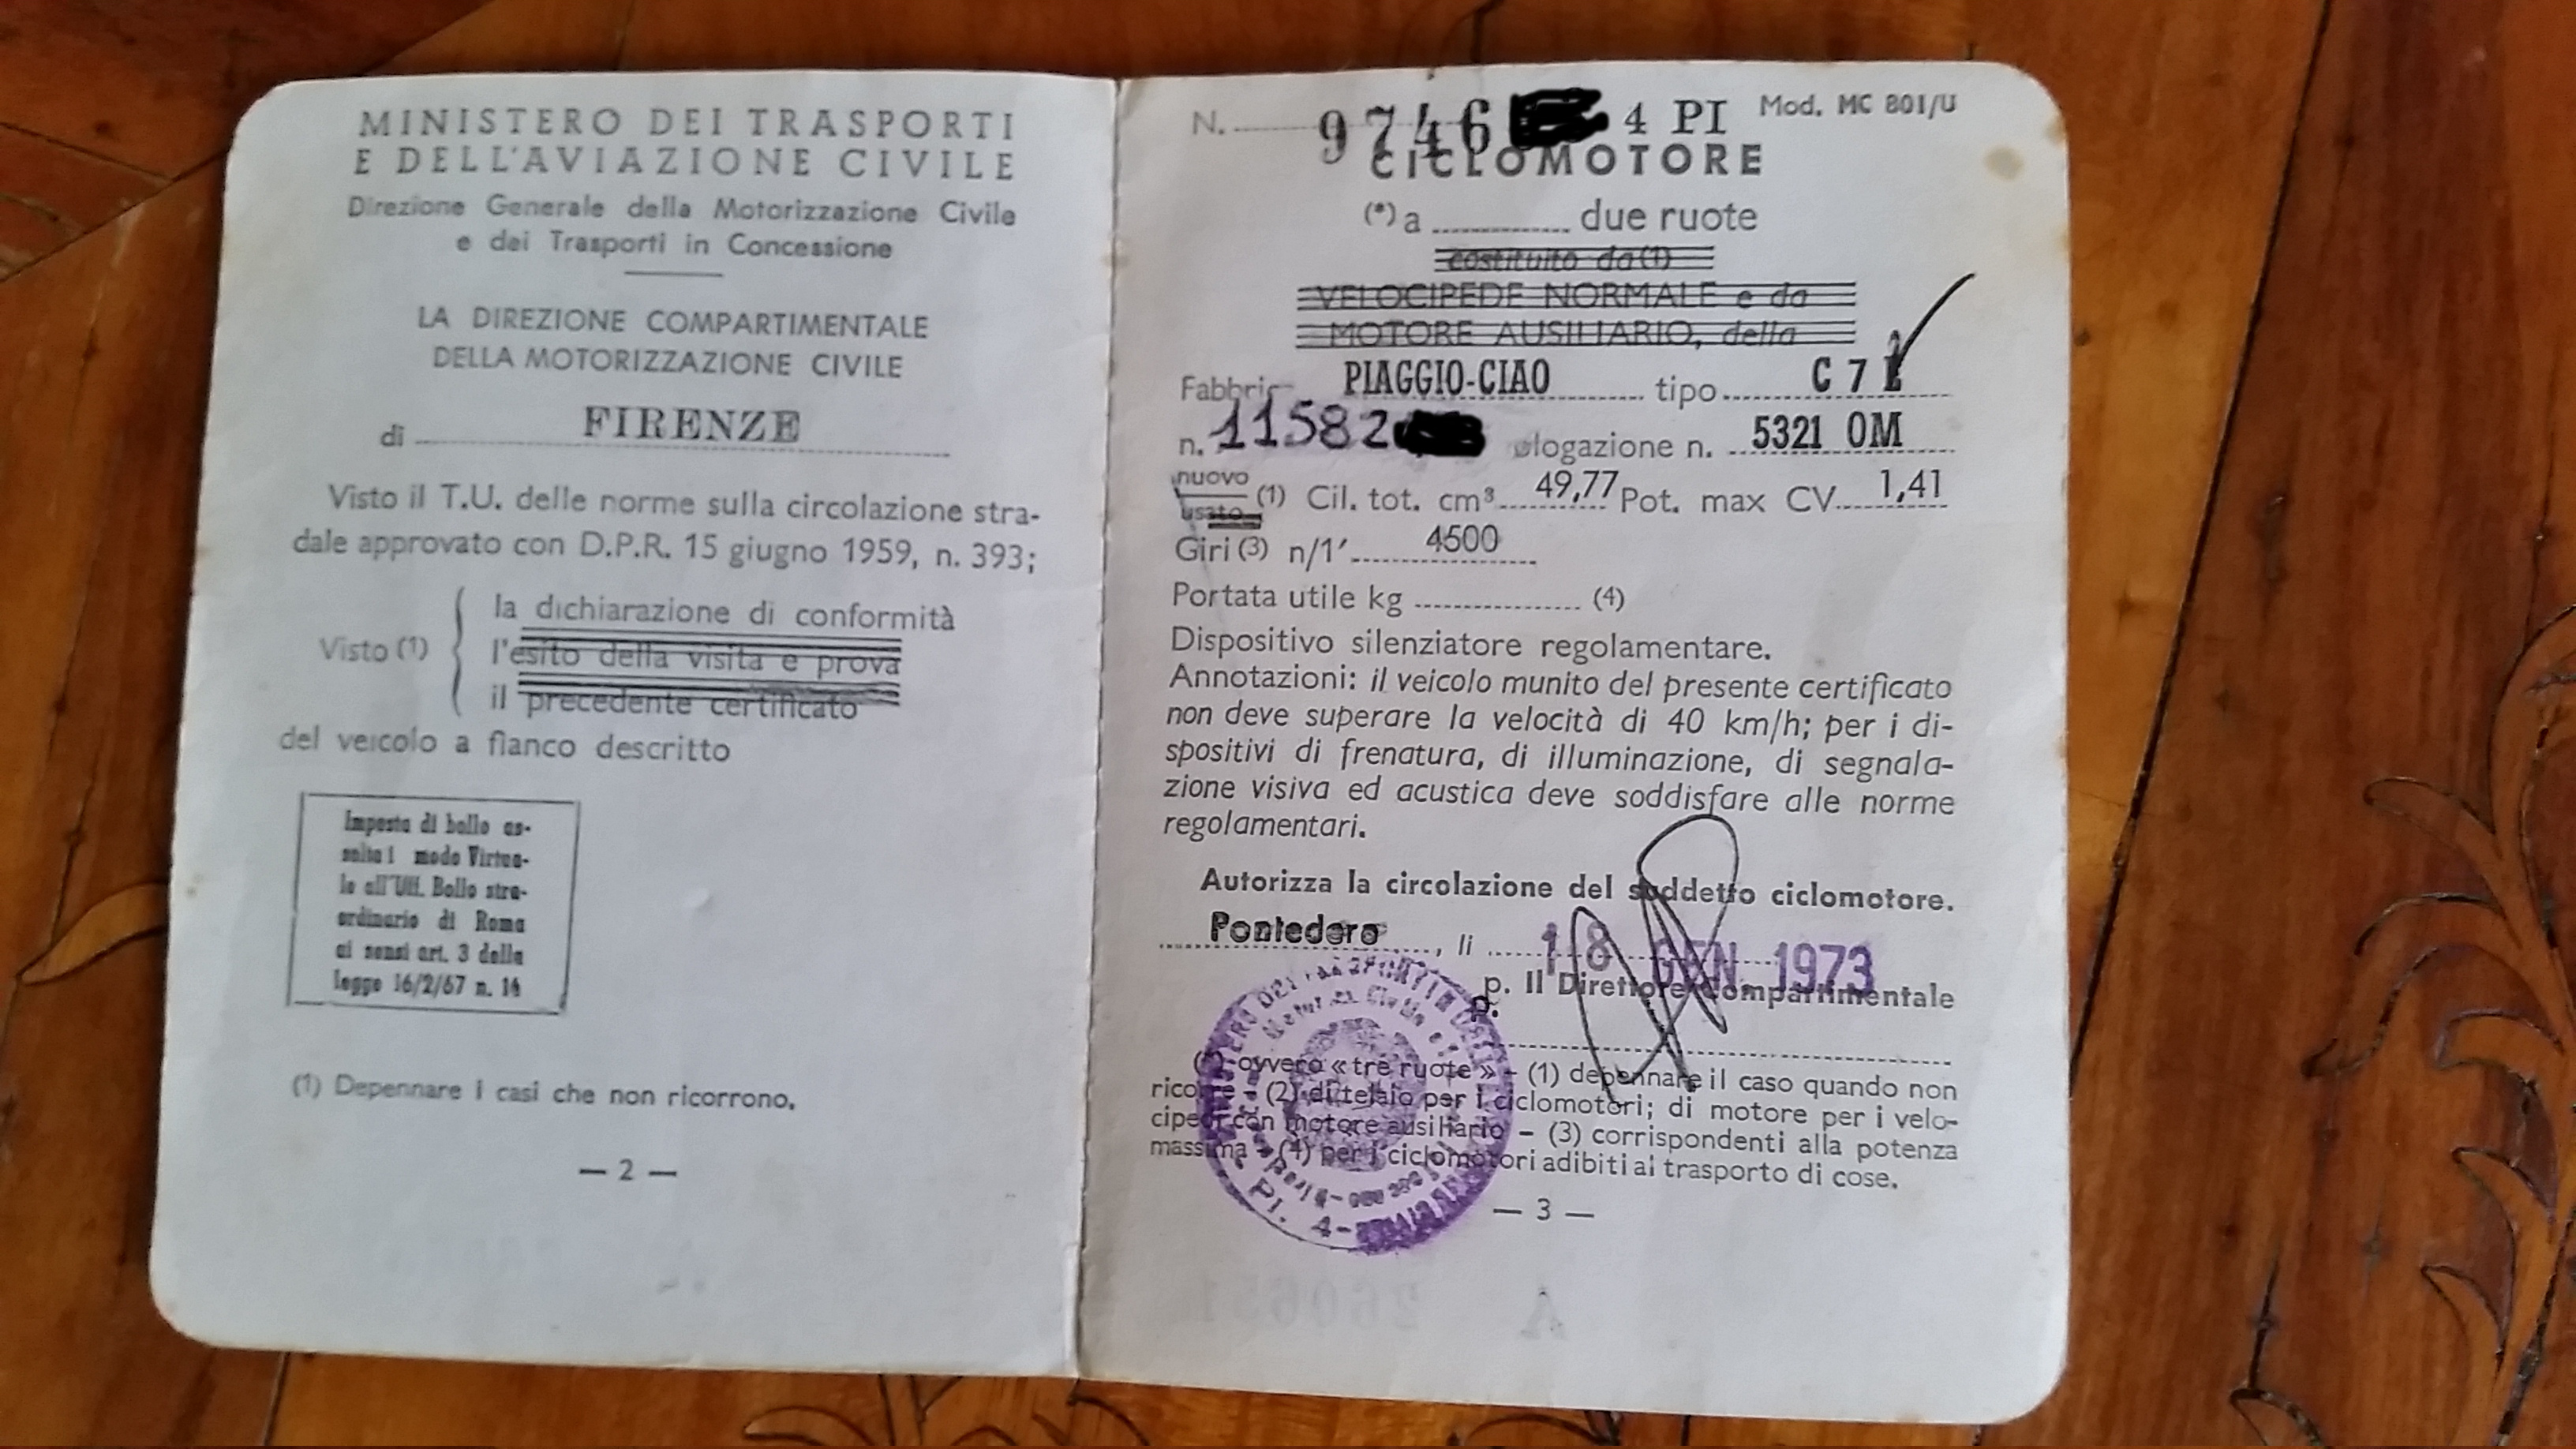 MINISTERO DEI TRASPORTI
E DELL'AVIAZIONE CIVILE
Direzione Generale della Motorizzazione Civile
e dei Trasporti in Concessione
LA DIREZIONE COMPARTIMENTALE
DELLA MOTORIZZAZIONE CIVILE
di FIRENZE
Visto il T.U. delle norme sulla circolazione stra-
dale approvato con D.P.R. 15 giugno 1959, n. 393;
Visto (1)
la dichiarazione di conformità
l'esito della visita e prova
il precedente certificato
del veicolo a fianco descritto
Imposta di bollo as-
solta i modo Virtua-
le all'Uff. Bollo stra-
ordinario di Roma
ai sensi art. 3 della
legge 16/2/67 n. 14
(1) Depennare i casi che non ricorrono.
— 2 —
N. 9746 4 PI Mod. MC 801/U
CICLOMOTORE
(*) a due ruote
costituito da (1)
VELOCIPEDE NORMALE e da
MOTORE AUSILIARIO, della
Fabbric PIAGGIO-CIAO tipo C 7
n. 11582 ologazione n. 5321 OM
nuovo
usato (1) Cil. tot. cm³ 49,77 Pot. max CV 1,41
Giri (3) n/1' 4500
Portata utile kg (4)
Dispositivo silenziatore regolamentare.
Annotazioni: il veicolo munito del presente certificato
non deve superare la velocità di 40 km/h; per i di-
spositivi di frenatura, di illuminazione, di segnala-
zione visiva ed acustica deve soddisfare alle norme
regolamentari.
Autorizza la circolazione del suddetto ciclomotore.
Pontedera, li 18 GEN. 1973
p. Il Direttore Compartimentale
(*) ovvero «tre ruote» – (1) depennare il caso quando non
ricorre – (2) di telaio per i ciclomotori; di motore per i velo-
cipedi con motore ausiliario – (3) corrispondenti alla potenza
massima – (4) per i ciclomotori adibiti al trasporto di cose.
PI. 4
— 3 —